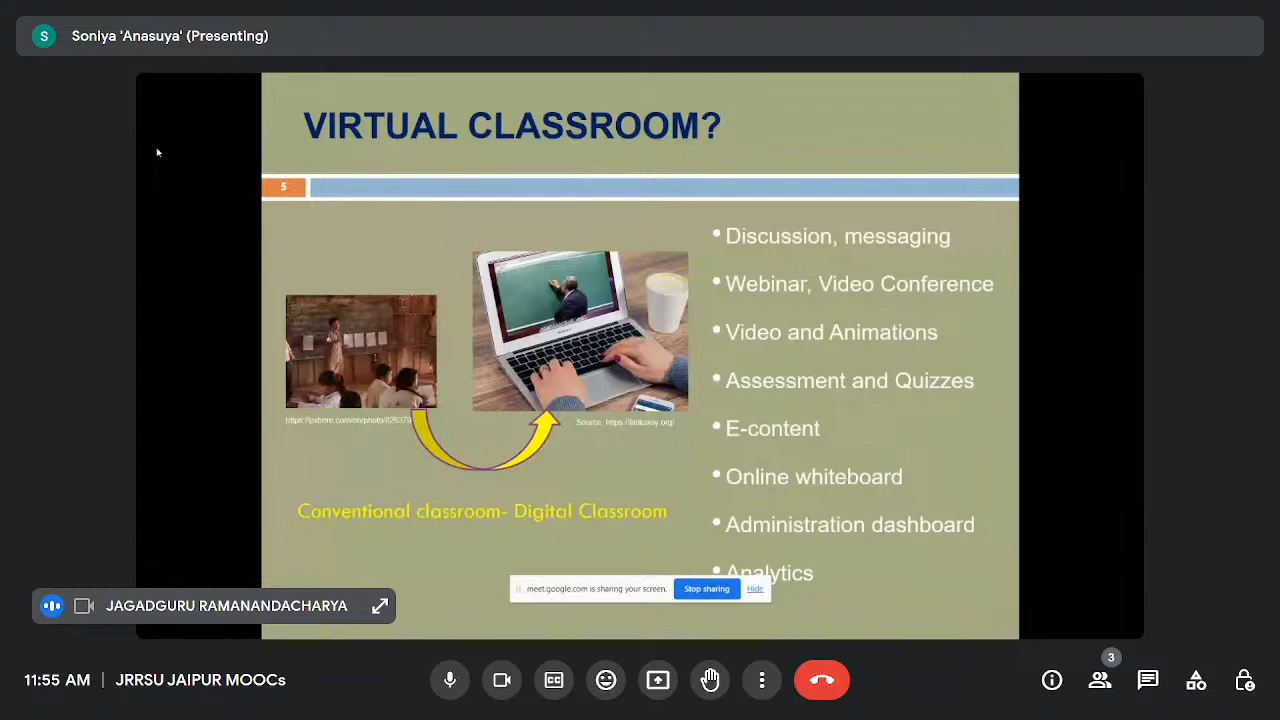 S
Soniya 'Anasuya' (Presenting)
VIRTUAL CLASSROOM?
5
• Discussion, messaging
• Webinar, Video Conference
• Video and Animations
• Assessment and Quizzes
• E-content
• Online whiteboard
• Administration dashboard
• Analytics
Source: https://latikaroy.org/
Conventional classroom- Digital Classroom
meet.google.com is sharing your screen.
Stop sharing
Hide
JAGADGURU RAMANANDACHARYA
11:55 AM | JRRSU JAIPUR MOOCs
3